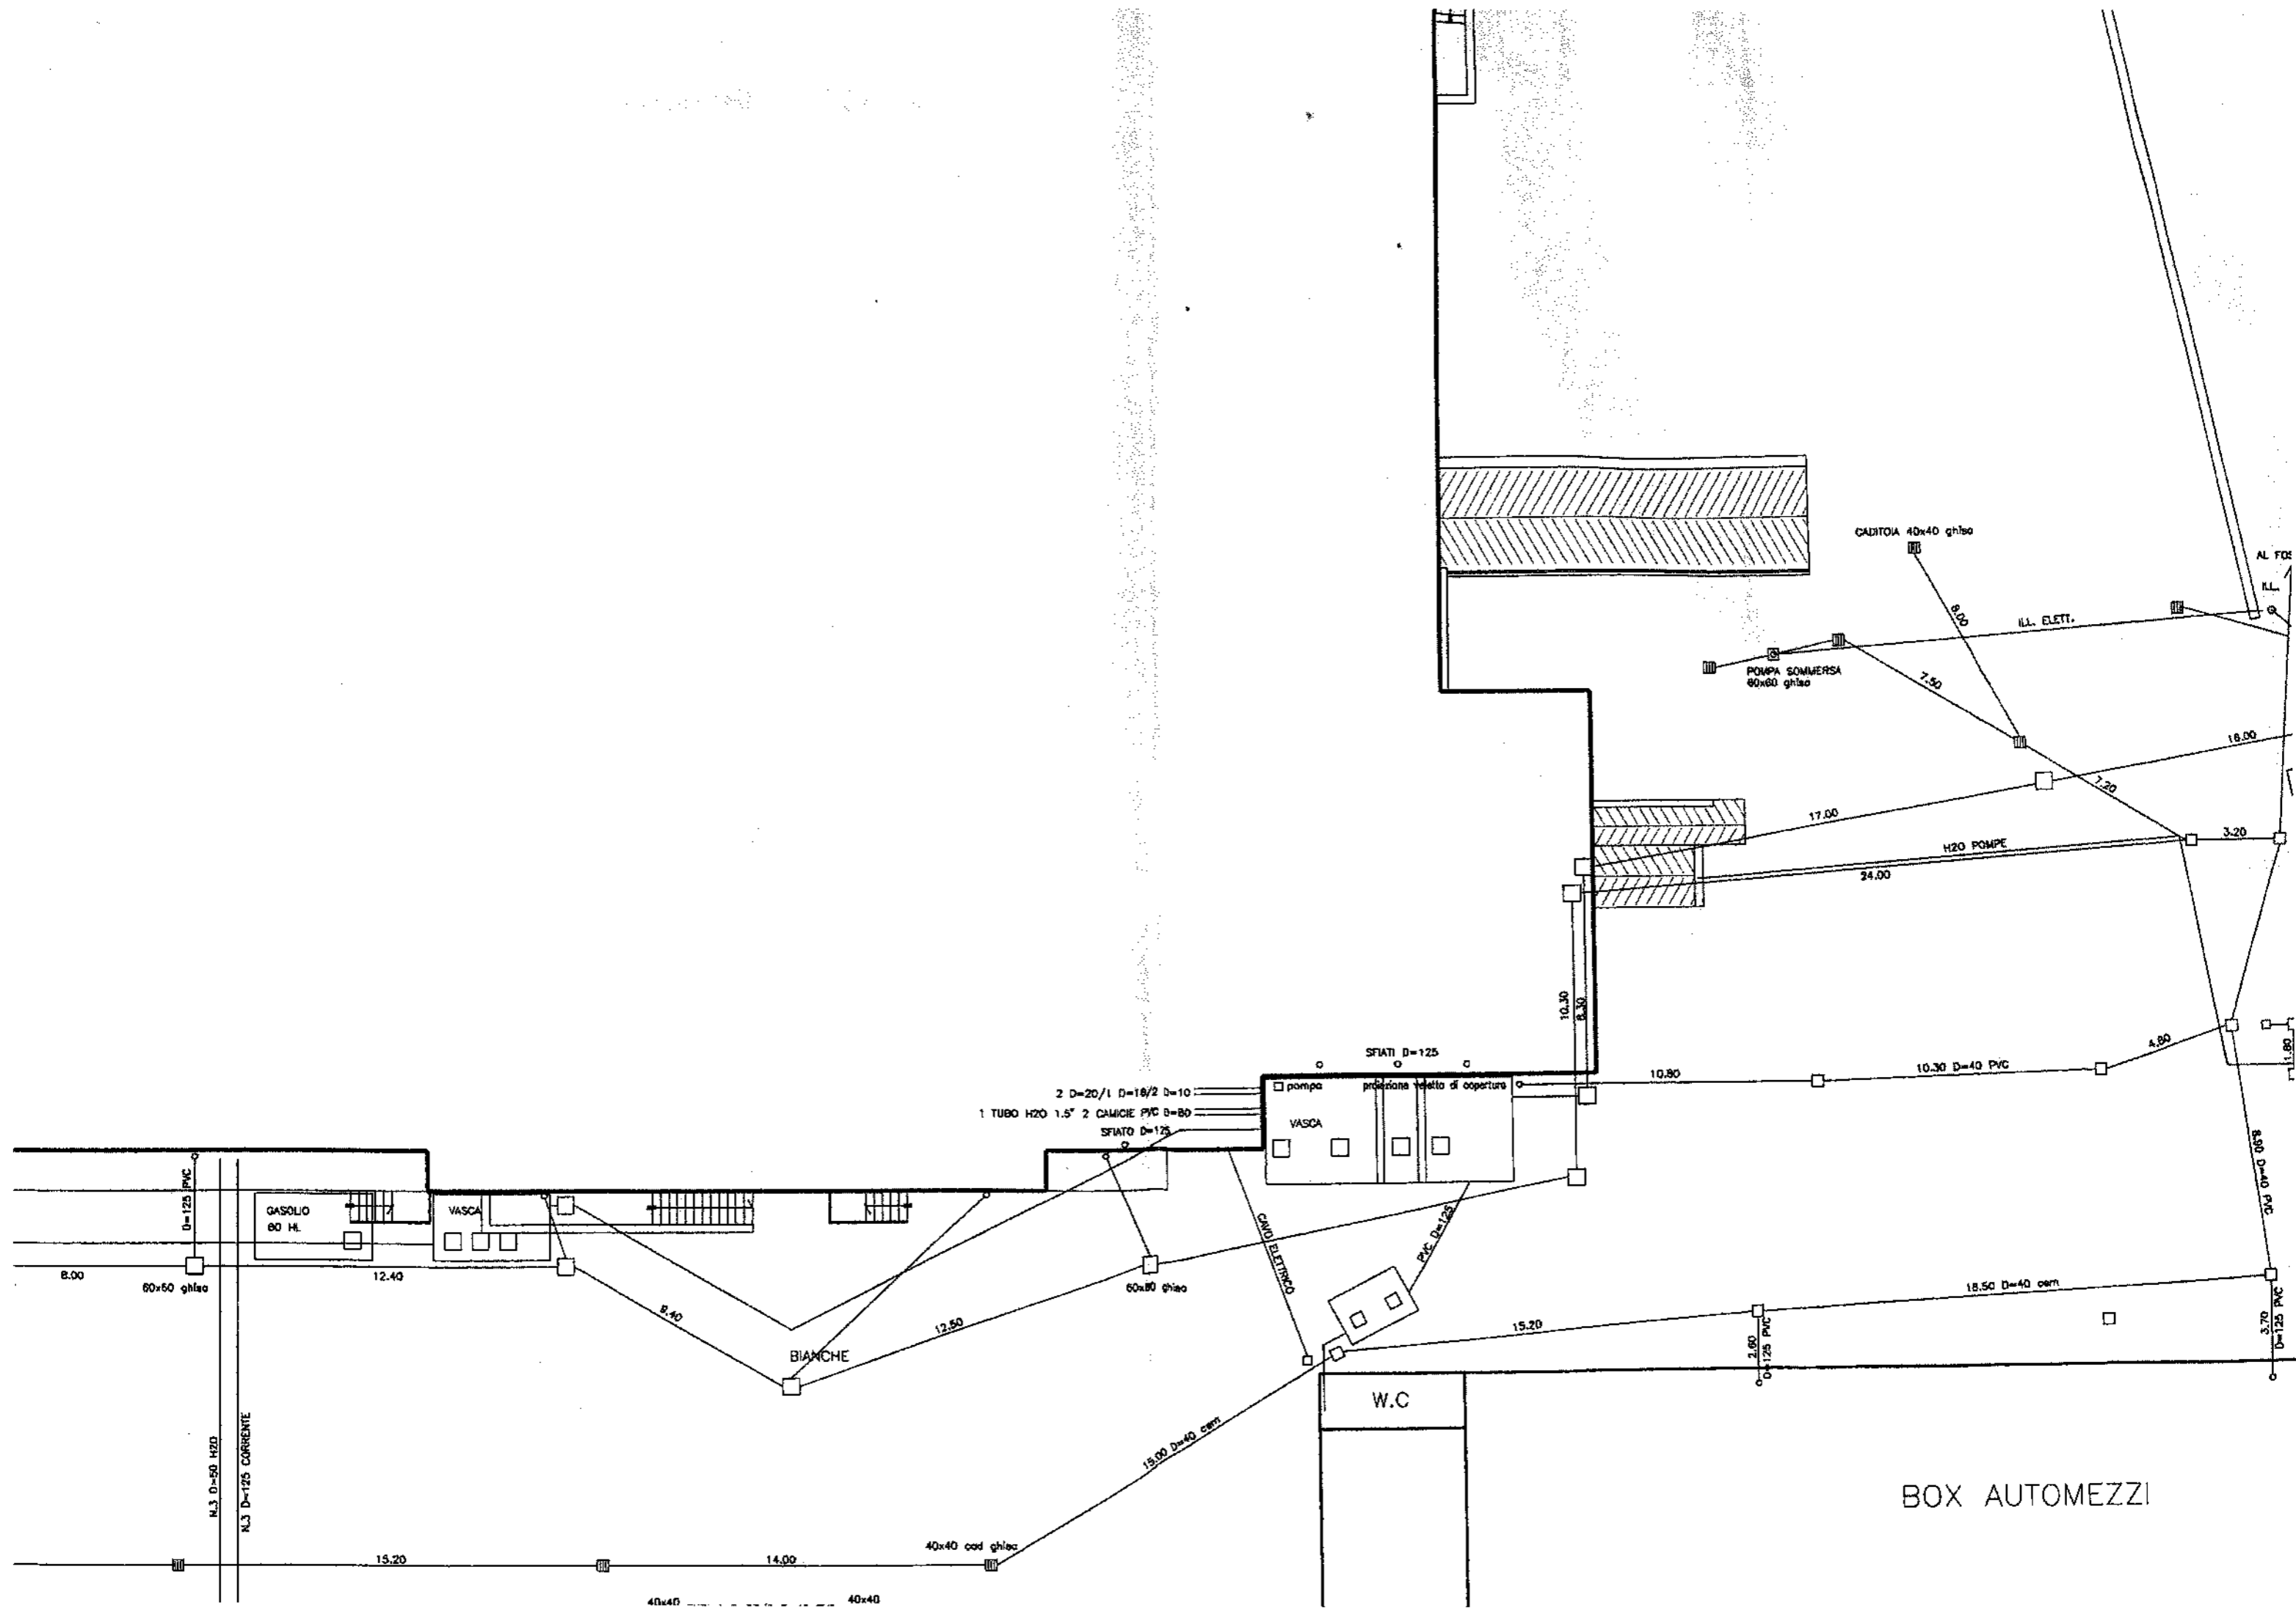 CADITOIA 40x40 ghisa
AL FOS
ILL.
8.00
ILL. ELETT.
POMPA SOMMERSA
60x60 ghisa
7.50
16.00
7.20
17.00
3.20
H2O POMPE
24.00
10.30
8.30
4.80
1.80
SFIATI D=125
10.80
10.30 D=40 PVC
pompa
proiezione veletta di copertura
2 D=20/1 D=18/2 D=10
1 TUBO H2O 1.5" 2 CAMICIE PVC D=80
SFIATO D=125
VASCA
8.90 D=40 PVC
D=125 PVC
GASOLIO
60 HL
VASCA
CAVO ELETTRICO
PVC D=125
8.00
12.40
60x60 ghisa
60x60 ghisa
18.50 D=40 cem
9.40
12.50
15.20
2.60
D=125 PVC
3.70
D=125 PVC
BIANCHE
W.C
N.3 D=50 H2O
N.3 D=125 CORRENTE
15.00 D=40 cem
BOX AUTOMEZZI
40x40 cad ghisa
15.20
14.00
40x40
40x40